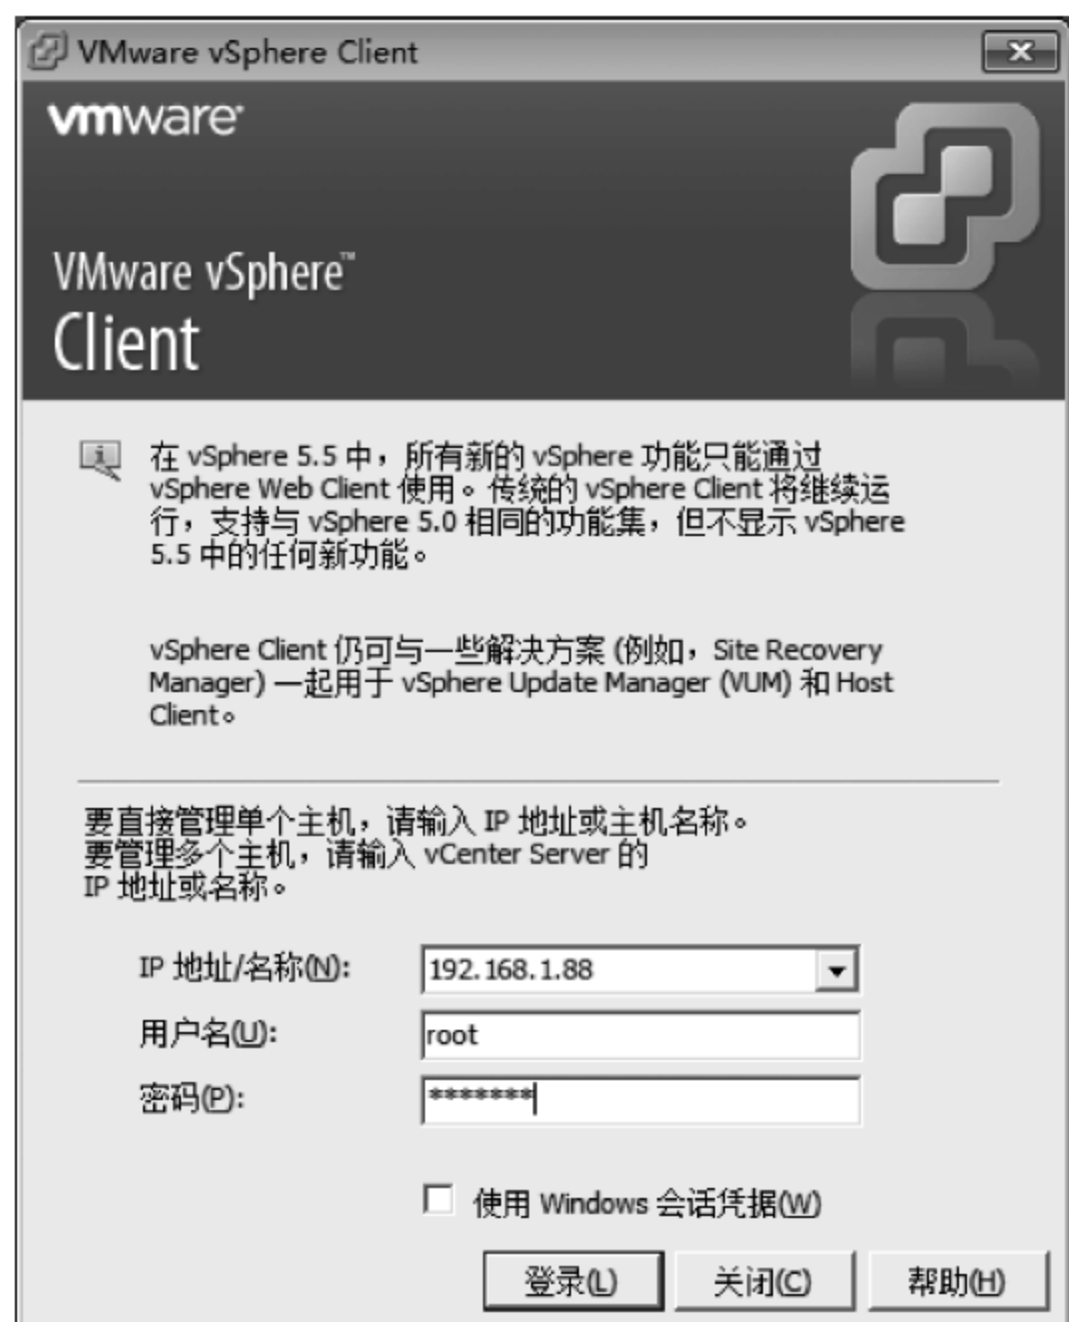 VMware vSphere Client
vmware
VMware vSphere™
Client
在 vSphere 5.5 中，所有新的 vSphere 功能只能通过
vSphere Web Client 使用。传统的 vSphere Client 将继续运
行，支持与 vSphere 5.0 相同的功能集，但不显示 vSphere
5.5 中的任何新功能。
vSphere Client 仍可与一些解决方案 (例如，Site Recovery
Manager) 一起用于 vSphere Update Manager (VUM) 和 Host
Client。
要直接管理单个主机，请输入 IP 地址或主机名称。
要管理多个主机，请输入 vCenter Server 的
IP 地址或名称。
IP 地址/名称(N): 192.168.1.88
用户名(U): root
密码(P): *******
使用 Windows 会话凭据(W)
登录(L) 关闭(C) 帮助(H)